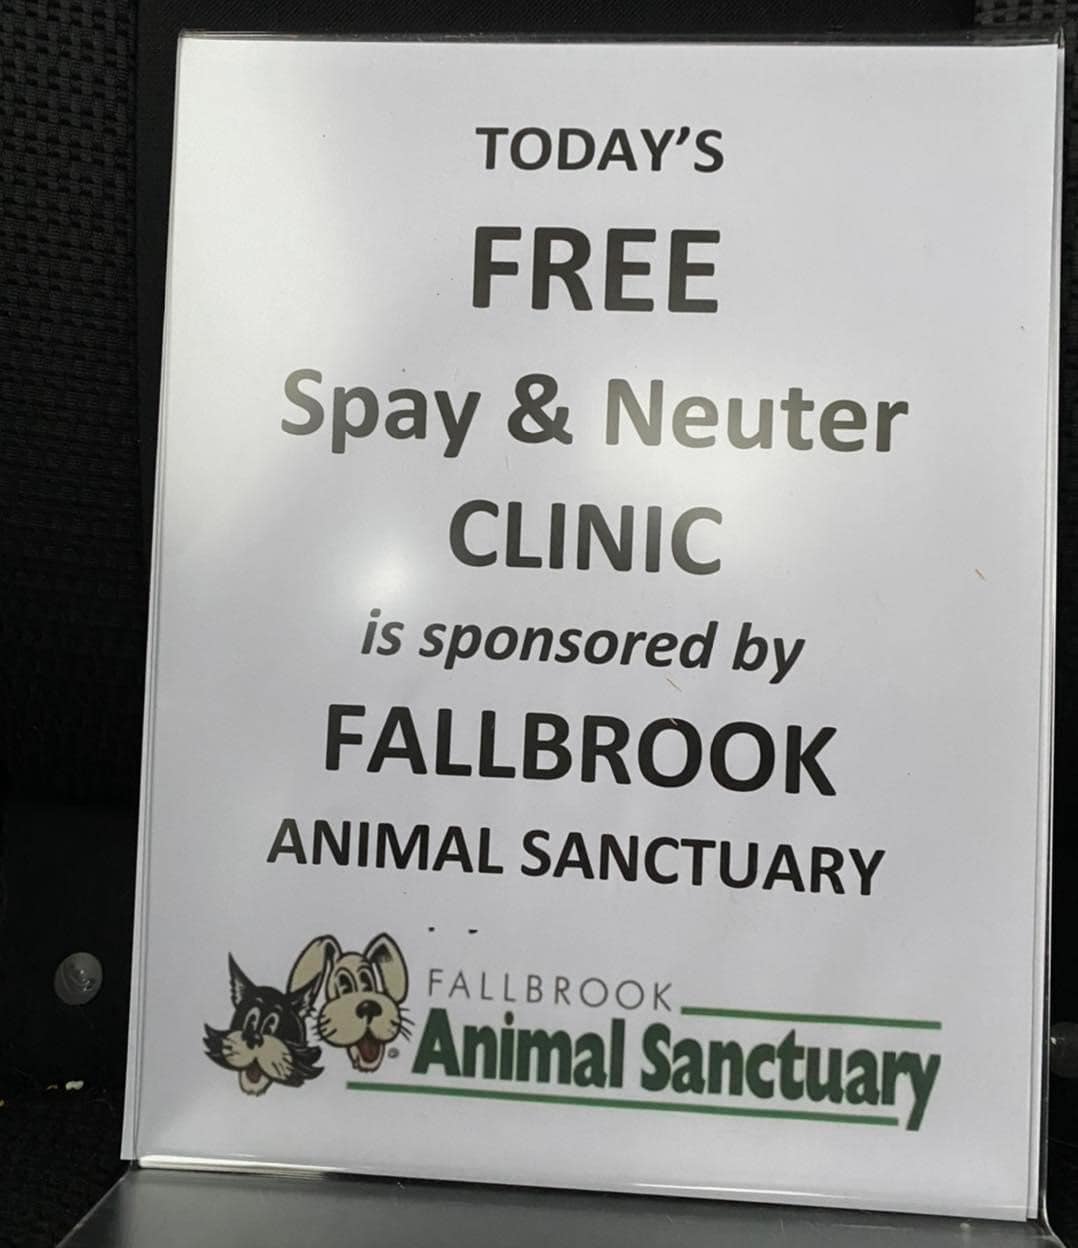 TODAY'S
FREE
Spay & Neuter
CLINIC
is sponsored by
FALLBROOK
ANIMAL SANCTUARY
FALLBROOK
Animal Sanctuary